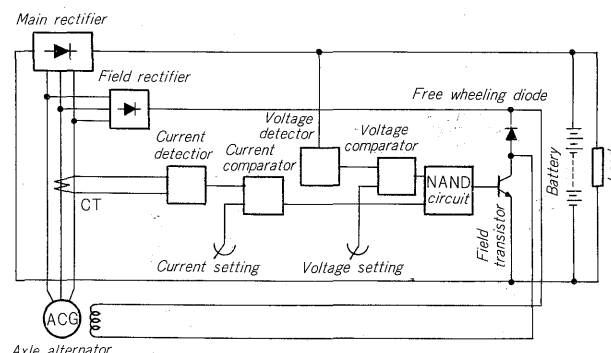 Main rectifier
Field rectifier
Free wheeling diode
Voltage
detector
Voltage
comparator
Current
detectior
Current
comparator
NAND
circuit
Field
transistor
Battery
CT
Current setting
Voltage setting
ACG
Axle alternator